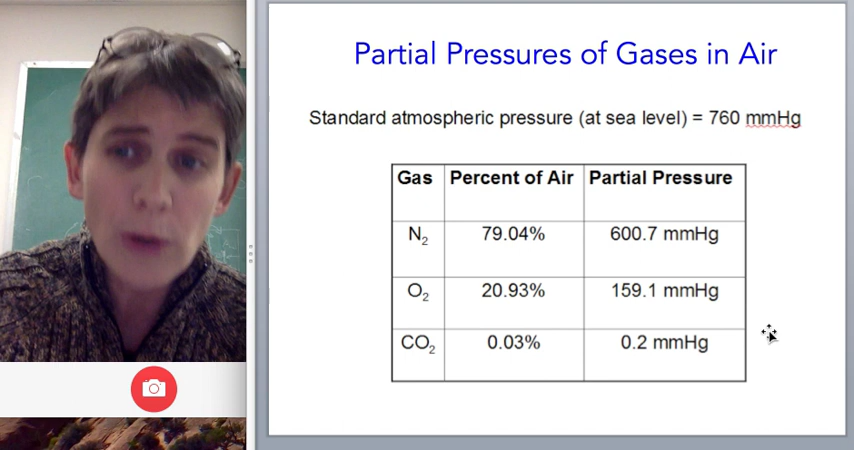 Partial Pressures of Gases in Air
Standard atmospheric pressure (at sea level) = 760 mmHg
Gas Percent of Air Partial Pressure
N₂ 79.04% 600.7 mmHg
O₂ 20.93% 159.1 mmHg
CO₂ 0.03% 0.2 mmHg